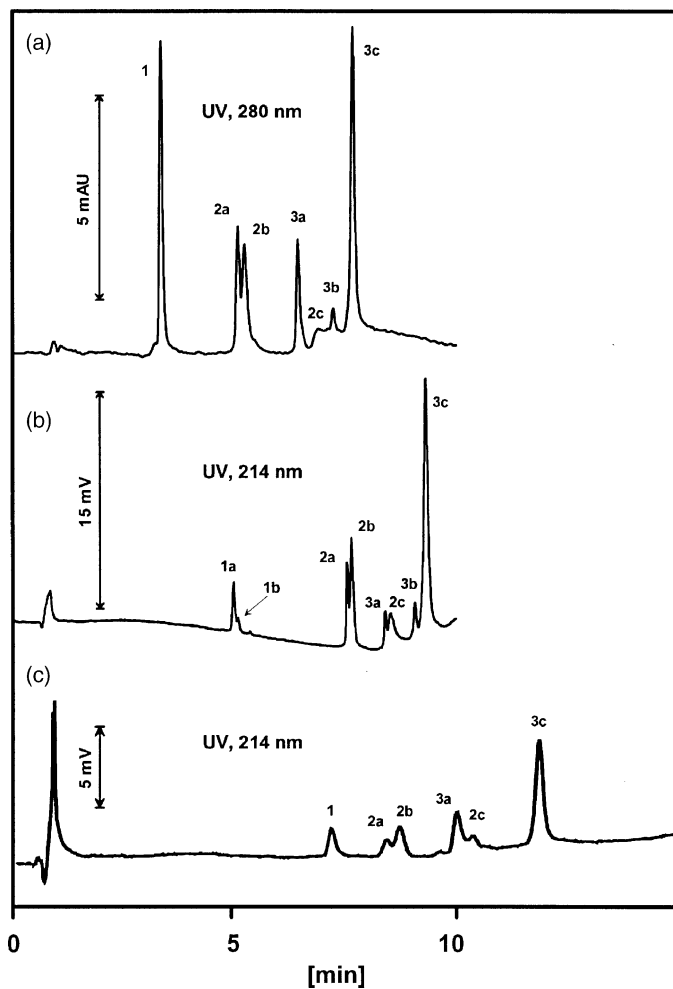 (a)
1
3c
UV, 280 nm
5 mAU
2a
2b
3a
3b
2c
(b)
3c
15 mV
UV, 214 nm
2b
2a
1a
1b
3a
2c
3b
(c)
5 mV
UV, 214 nm
3c
1
2a
2b
3a
2c
0
5
10
[min]